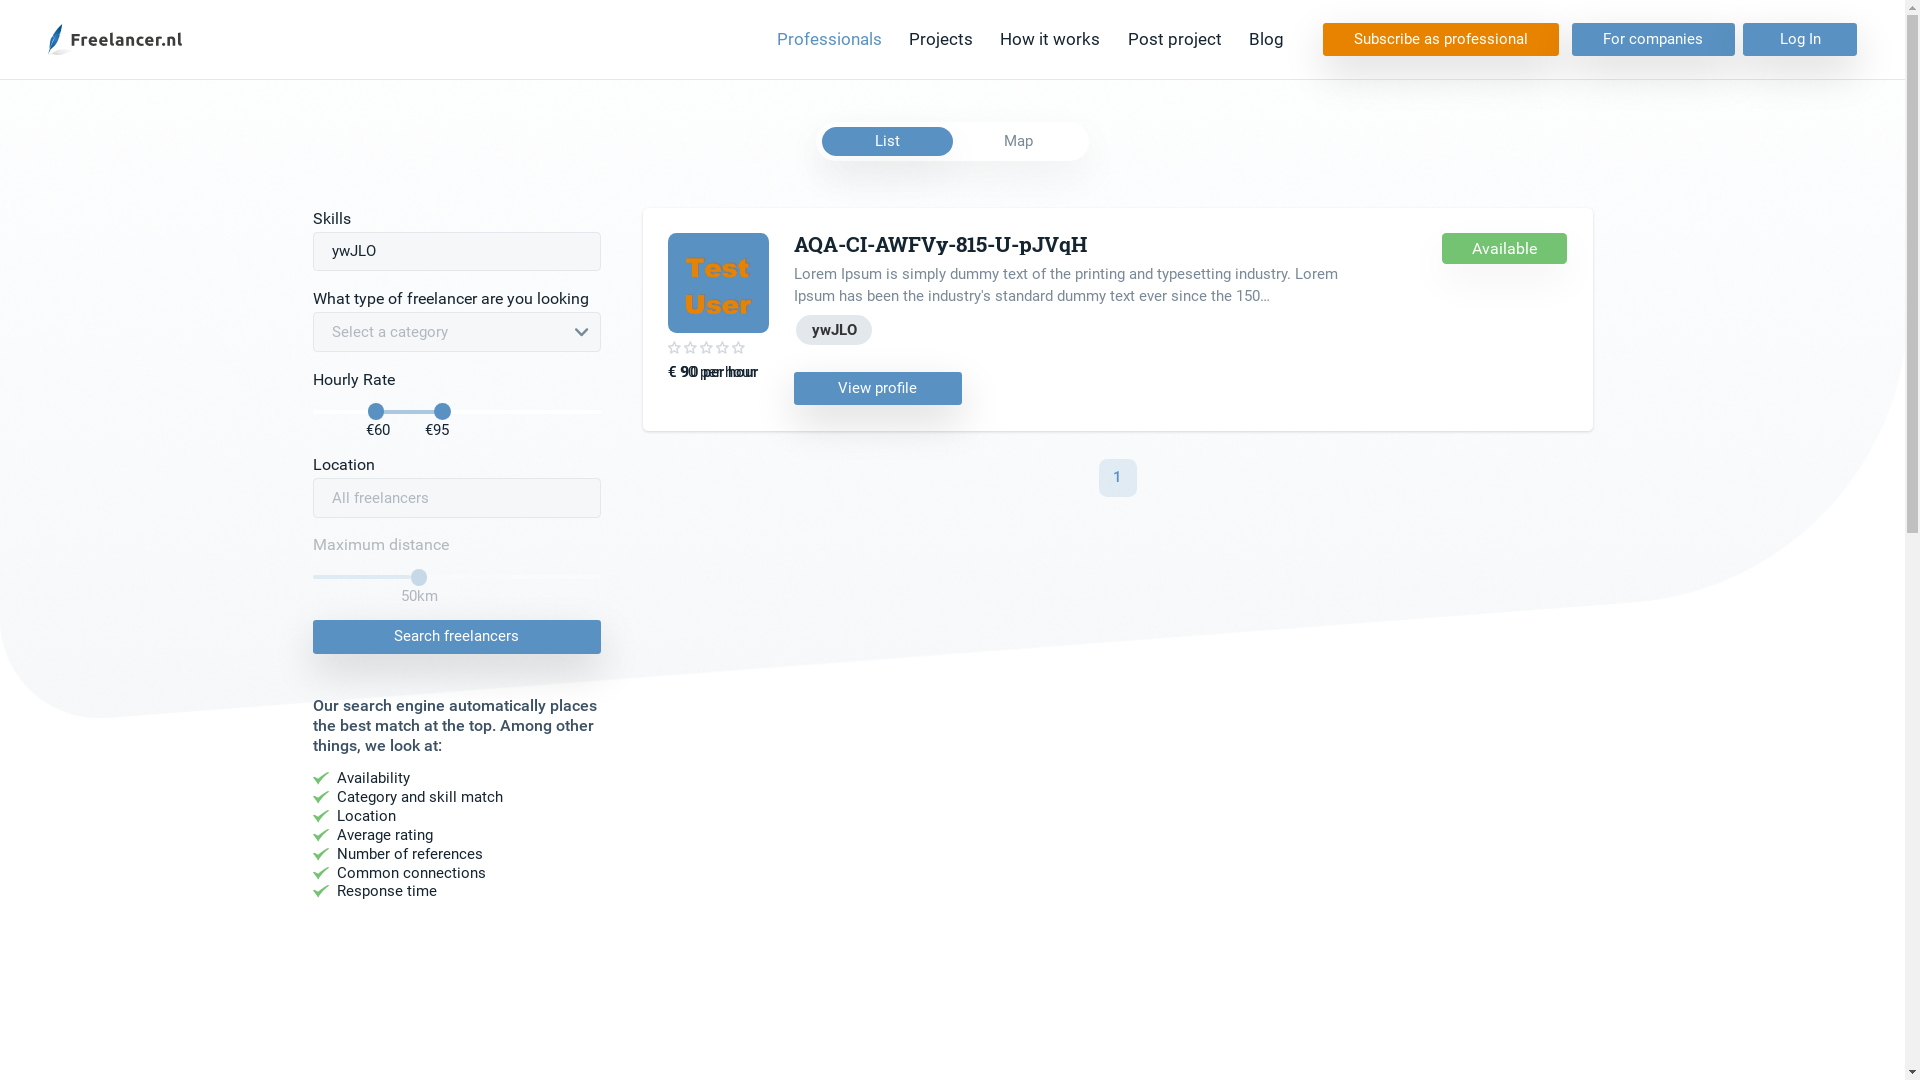 Freelancer.nl
Professionals
Projects
How it works
Post project
Blog
Subscribe as professional
For companies
Log In
List
Map
Skills
ywJLO
What type of freelancer are you looking
Select a category
Hourly Rate
€60
€95
Location
All freelancers
Maximum distance
50km
Search freelancers
Our search engine automatically places
the best match at the top. Among other
things, we look at:
Availability
Category and skill match
Location
Average rating
Number of references
Common connections
Response time
Test
User
€ 90 per hour
AQA-CI-AWFVy-815-U-pJVqH
Lorem Ipsum is simply dummy text of the printing and typesetting industry. Lorem
Ipsum has been the industry's standard dummy text ever since the 150...
ywJLO
View profile
Available
1